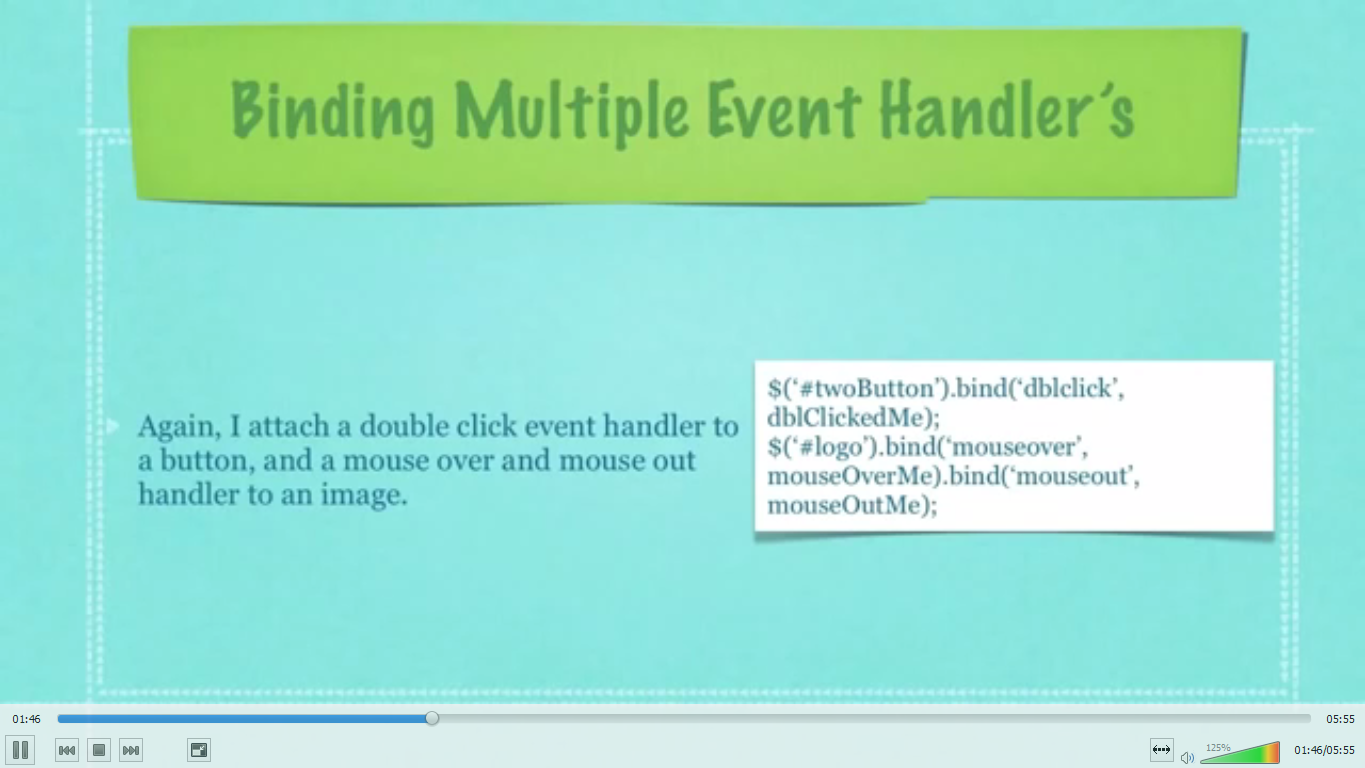 Binding Multiple Event Handler’s
Again, I attach a double click event handler to
a button, and a mouse over and mouse out
handler to an image.
$(‘#twoButton’).bind(‘dblclick’,
dblClickedMe);
$(‘#logo’).bind(‘mouseover’,
mouseOverMe).bind(‘mouseout’,
mouseOutMe);
01:46
05:55
125%
01:46/05:55